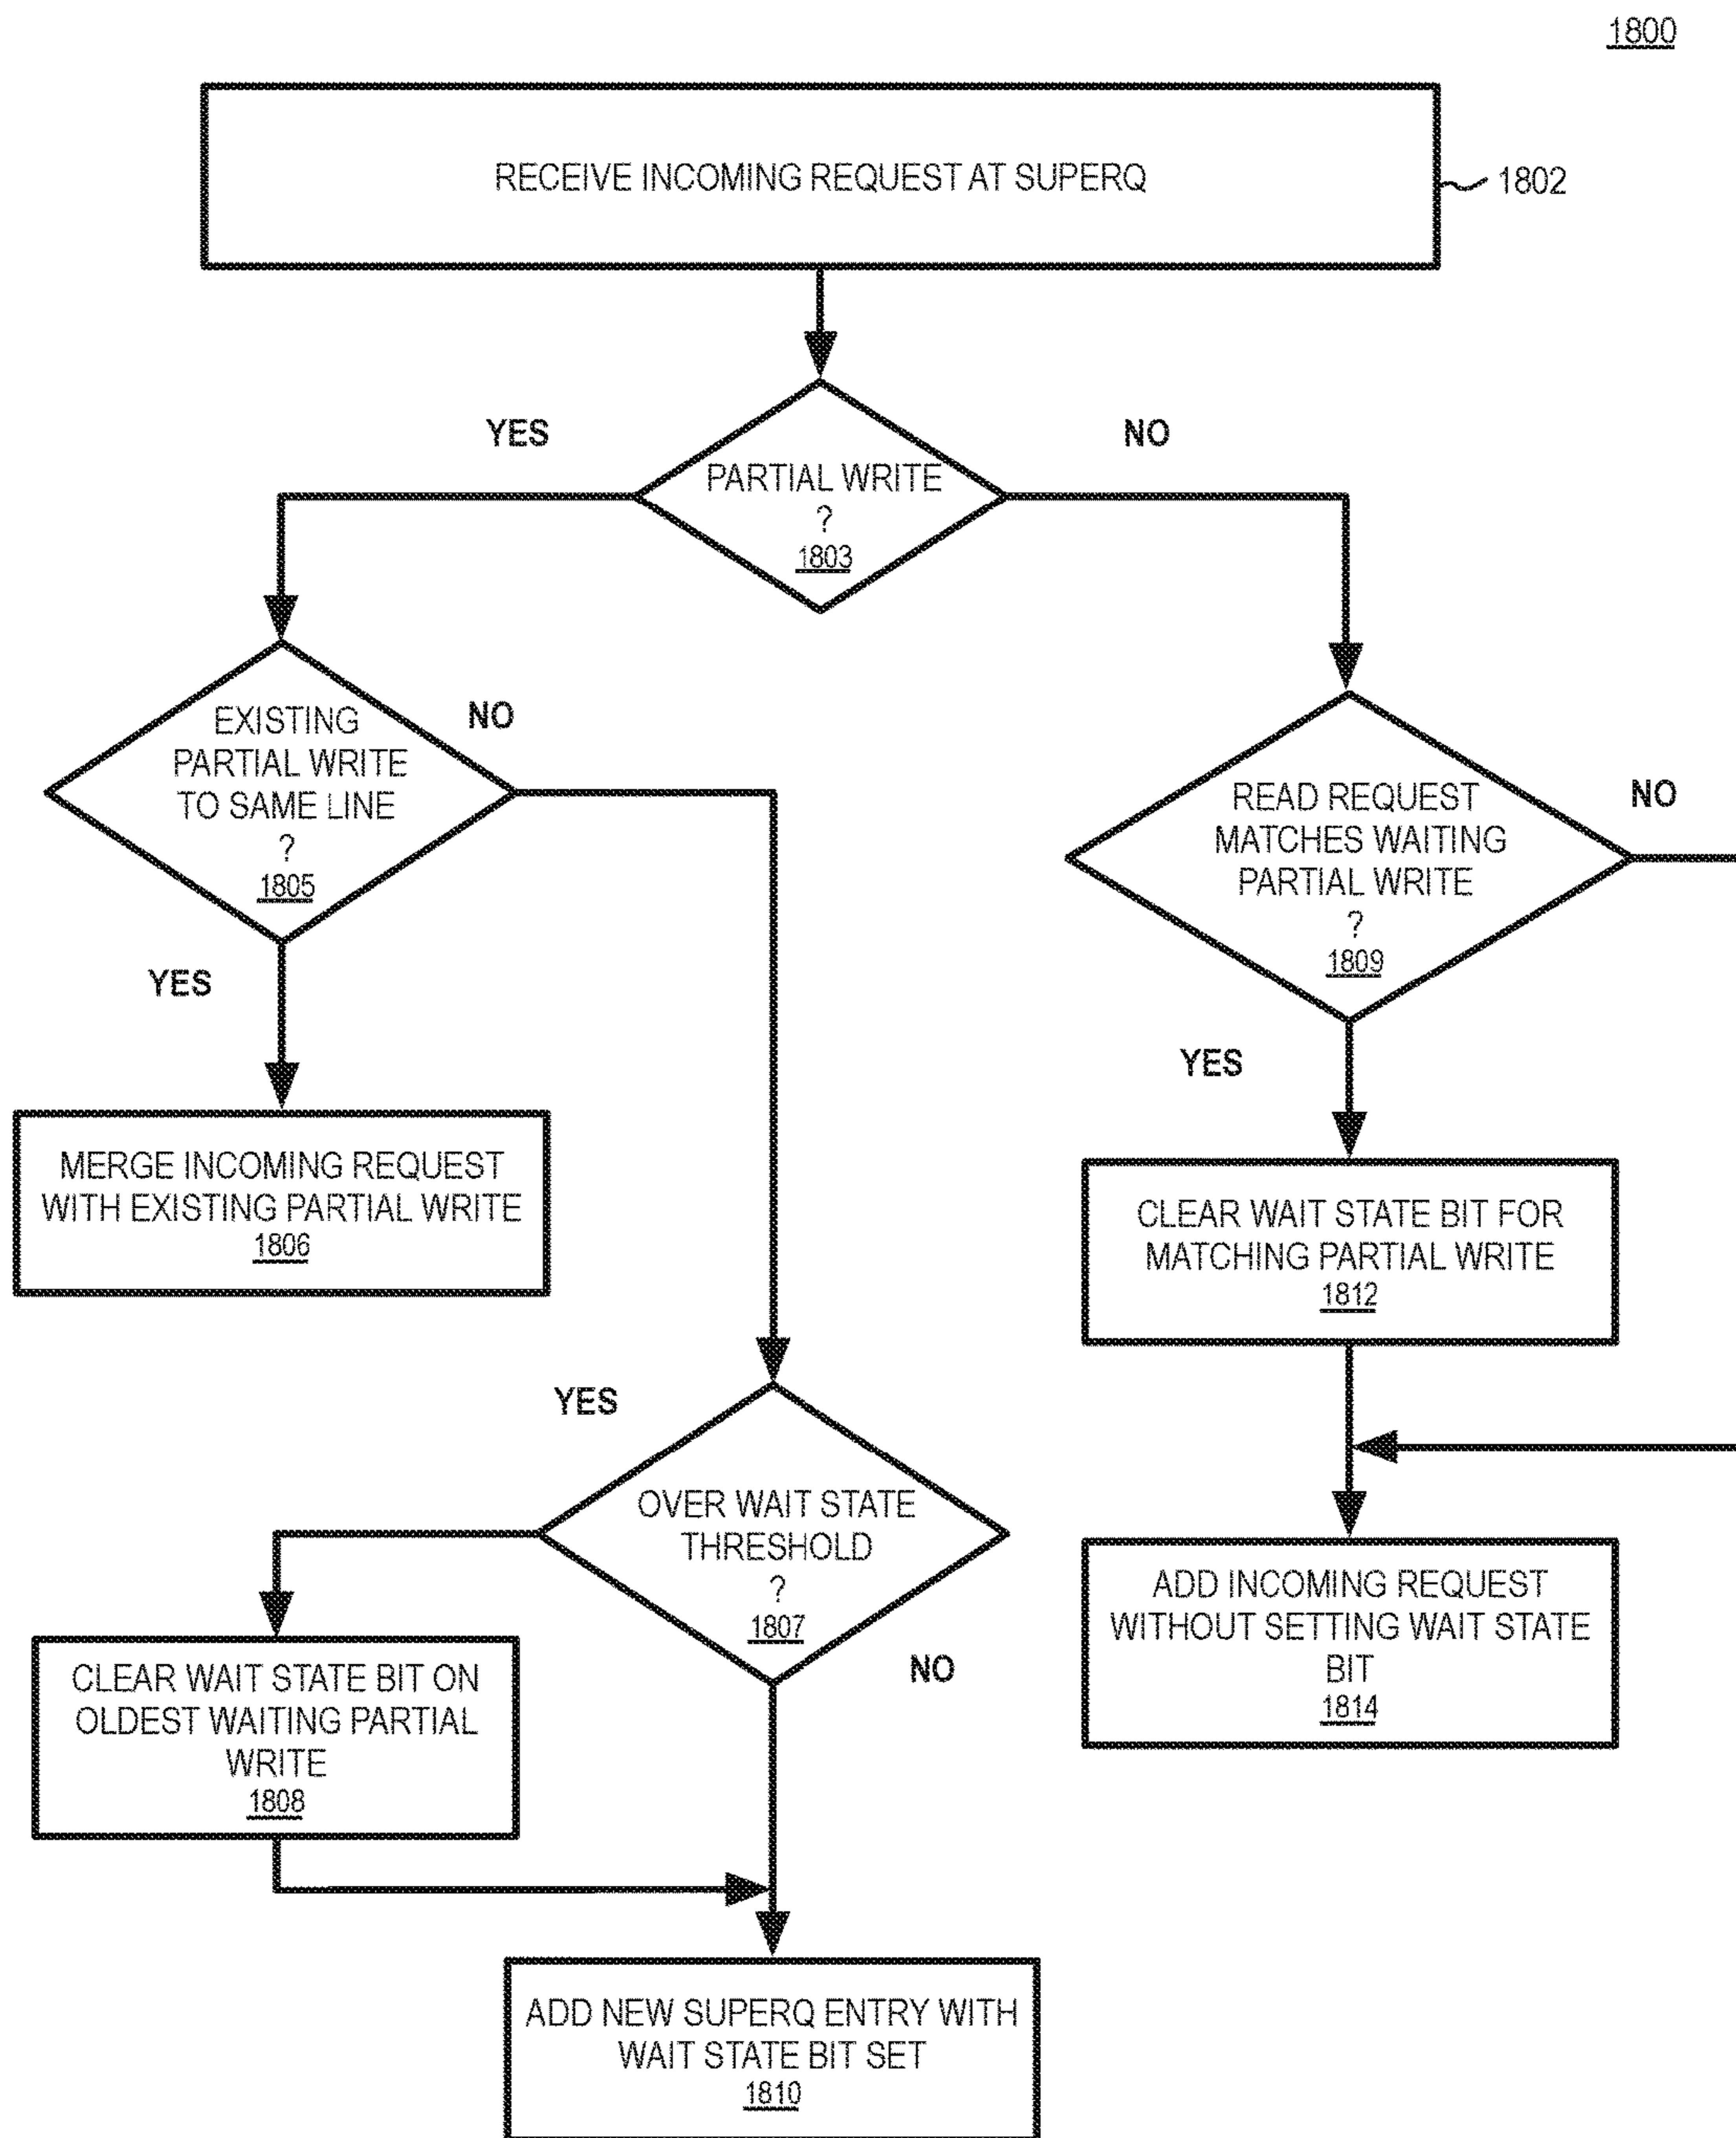 1800
RECEIVE INCOMING REQUEST AT SUPERQ
1802
YES
NO
PARTIAL WRITE
?
1803
EXISTING
PARTIAL WRITE
TO SAME LINE
?
1805
NO
READ REQUEST
MATCHES WAITING
PARTIAL WRITE
?
1809
NO
YES
YES
MERGE INCOMING REQUEST
WITH EXISTING PARTIAL WRITE
1806
CLEAR WAIT STATE BIT FOR
MATCHING PARTIAL WRITE
1812
YES
OVER WAIT STATE
THRESHOLD
?
1807
NO
ADD INCOMING REQUEST
WITHOUT SETTING WAIT STATE
BIT
1814
CLEAR WAIT STATE BIT ON
OLDEST WAITING PARTIAL
WRITE
1808
ADD NEW SUPERQ ENTRY WITH
WAIT STATE BIT SET
1810